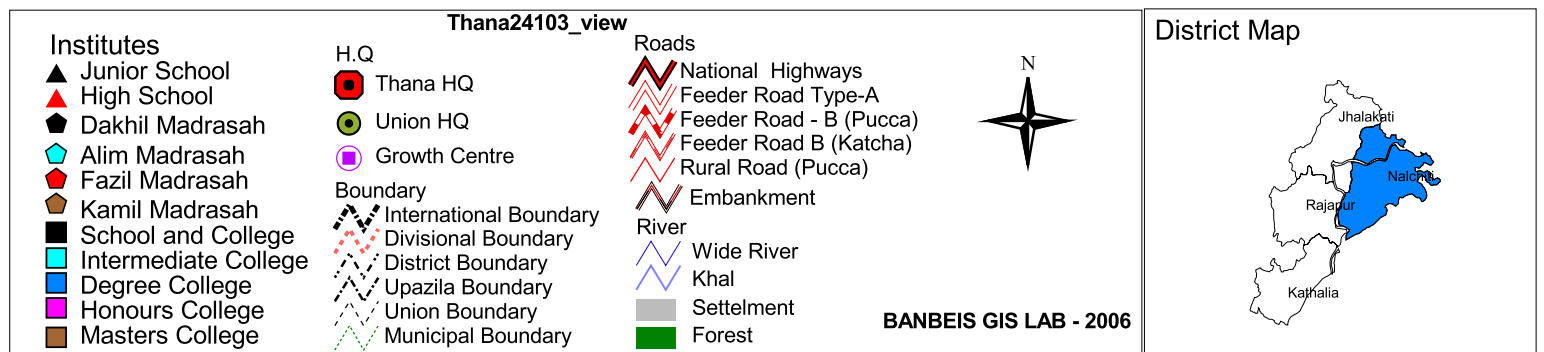 Thana24103_view
Institutes
Junior School
High School
Dakhil Madrasah
Alim Madrasah
Fazil Madrasah
Kamil Madrasah
School and College
Intermediate College
Degree College
Honours College
Masters College
H.Q
Thana HQ
Union HQ
Growth Centre
Boundary
International Boundary
Divisional Boundary
District Boundary
Upazila Boundary
Union Boundary
Municipal Boundary
Roads
National Highways
Feeder Road Type-A
Feeder Road - B (Pucca)
Feeder Road B (Katcha)
Rural Road (Pucca)
Embankment
River
Wide River
Khal
Settelment
Forest
N
BANBEIS GIS LAB - 2006
District Map
Jhalakati
Nalchiti
Rajapur
Kathalia